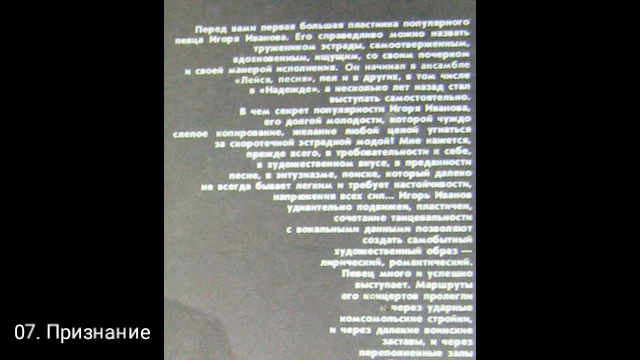 Перед вами первая большая пластинка популярного
певца Игоря Иванова. Его справедливо можно назвать
тружеником эстрады, самоотверженным,
вдохновенным, ищущим, со своим почерком
и своей манерой исполнения. Он начинал в ансамбле
«Лейся, песня», пел и в других, в том числе
в «Надежде», а несколько лет назад стал
выступать самостоятельно.
В чем секрет популярности Игоря Иванова,
его долгой молодости, которой чуждо
слепое копирование, желание любой ценой угнаться
за скоротечной эстрадной модой? Мне кажется,
прежде всего, в требовательности к себе,
в художественном вкусе, в преданности
песне, в энтузиазме, поиске, который далеко
не всегда бывает легким и требует настойчивости,
напряжения всех сил... Игорь Иванов
удивительно подвижен, пластичен,
сочетание танцевальности
с вокальными данными позволяют
создать самобытный
художественный образ —
лирический, романтический.
Певец много и успешно
выступает. Маршруты
его концертов пролегли
и через ударные
комсомольские стройки,
и через далекие воинские
заставы, и через
переполненные залы
07. Признание